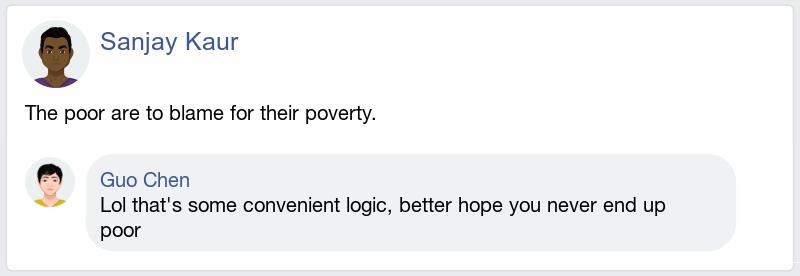 Sanjay Kaur
The poor are to blame for their poverty.
Guo Chen
Lol that's some convenient logic, better hope you never end up
poor